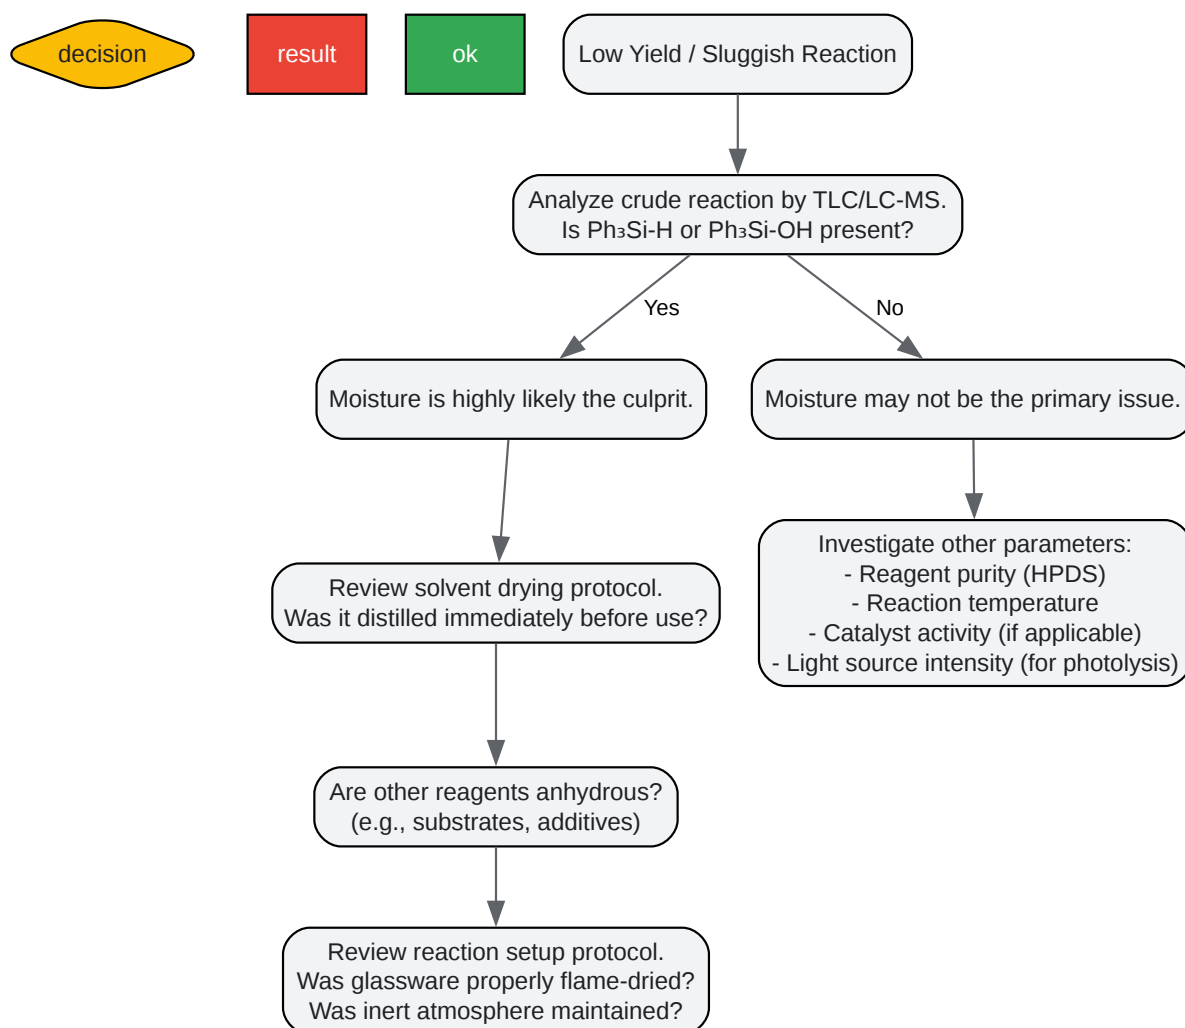 decision
result
ok
Low Yield / Sluggish Reaction
Analyze crude reaction by TLC/LC-MS.
Is Ph₃Si-H or Ph₃Si-OH present?
Yes
No
Moisture is highly likely the culprit.
Moisture may not be the primary issue.
Review solvent drying protocol.
Was it distilled immediately before use?
Investigate other parameters:
- Reagent purity (HPDS)
- Reaction temperature
- Catalyst activity (if applicable)
- Light source intensity (for photolysis)
Are other reagents anhydrous?
(e.g., substrates, additives)
Review reaction setup protocol.
Was glassware properly flame-dried?
Was inert atmosphere maintained?